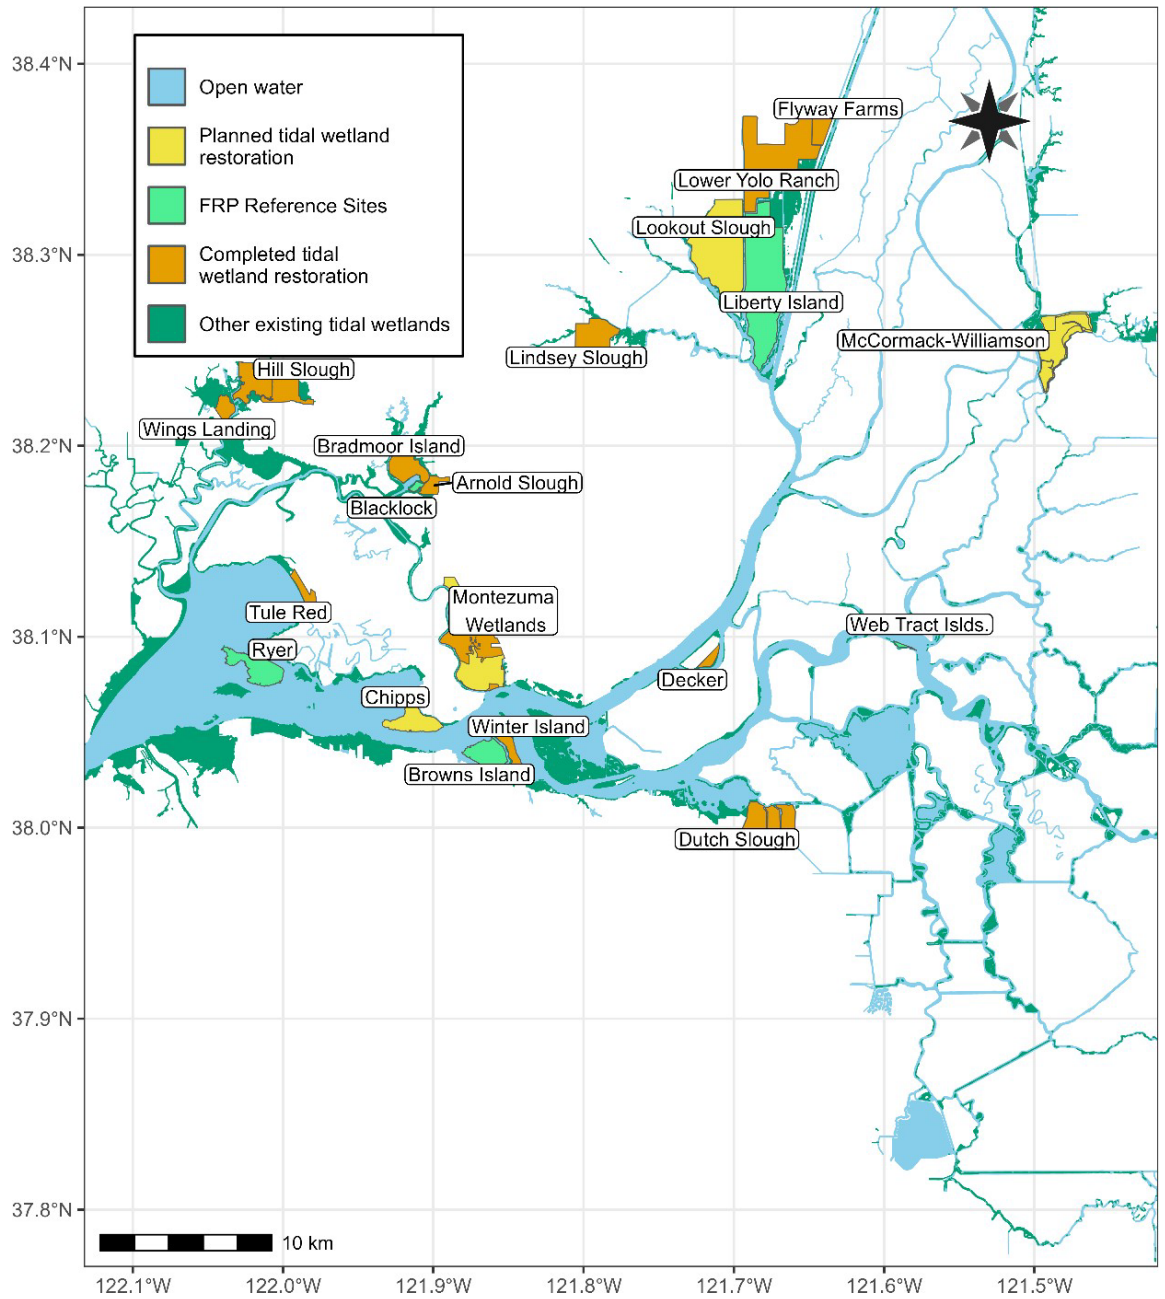 38.4°N
38.3°N
38.2°N
38.1°N
38.0°N
37.9°N
37.8°N
Open water
Planned tidal wetland
restoration
FRP Reference Sites
Completed tidal
wetland restoration
Other existing tidal wetlands
Flyway Farms
Lower Yolo Ranch
Lookout Slough
Liberty Island
McCormack-Williamson
Lindsey Slough
Hill Slough
Wings Landing
Bradmoor Island
Arnold Slough
Blacklock
Montezuma
Wetlands
Tule Red
Web Tract Islds.
Ryer
Decker
Chipps
Winter Island
Browns Island
Dutch Slough
10 km
122.1°W
122.0°W
121.9°W
121.8°W
121.7°W
121.6°W
121.5°W